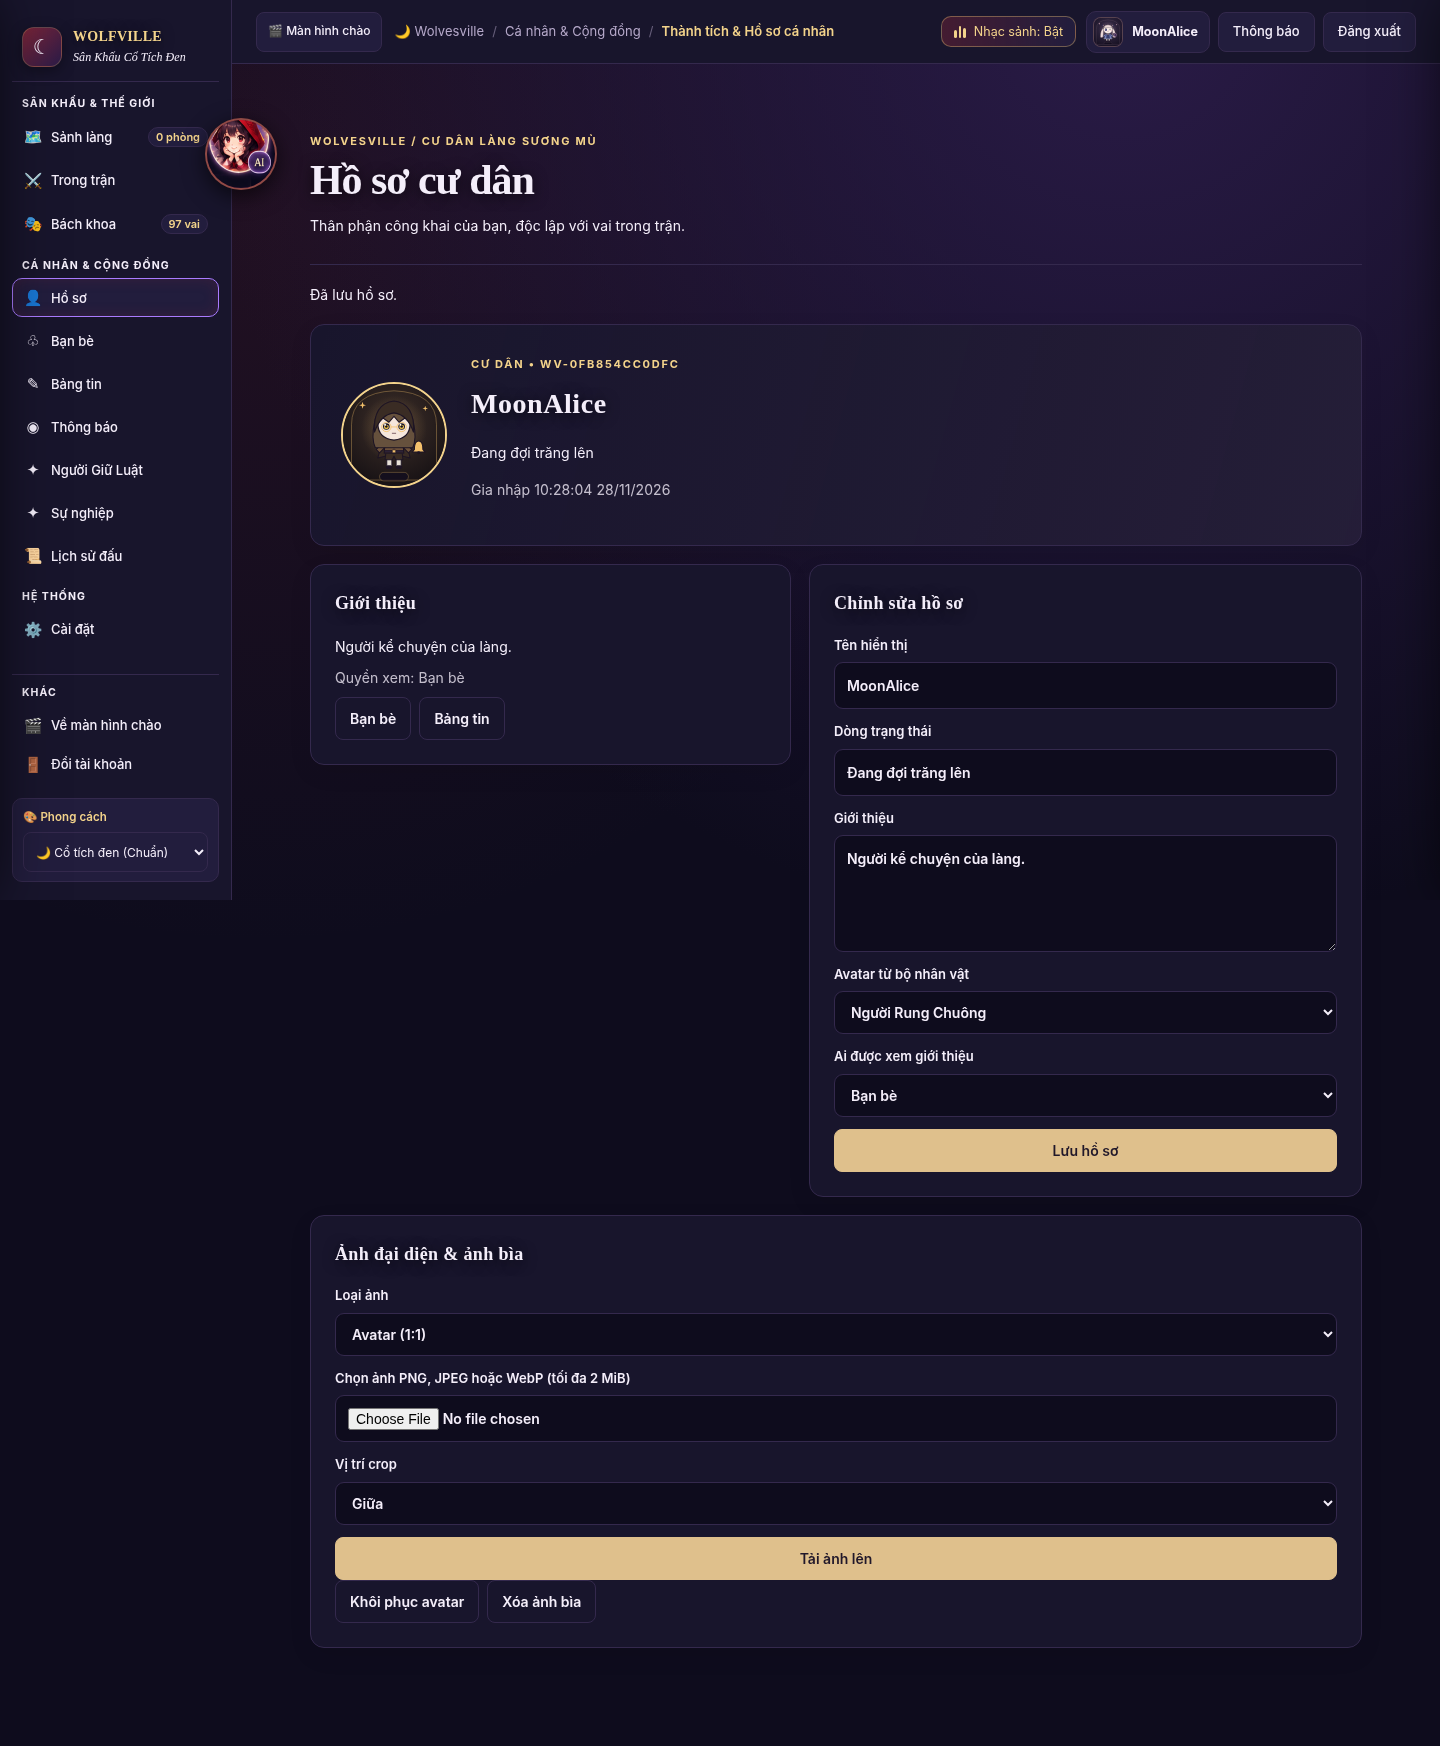 WOLFVILLE
Sân Khấu Cổ Tích Đen
SÂN KHẤU & THẾ GIỚI
Sảnh làng
0 phòng
Trong trận
Bách khoa
97 vai
CÁ NHÂN & CỘNG ĐỒNG
Hồ sơ
Bạn bè
Bảng tin
Thông báo
Người Giữ Luật
Sự nghiệp
Lịch sử đấu
HỆ THỐNG
Cài đặt
KHÁC
Về màn hình chào
Đổi tài khoản
Phong cách
Cổ tích đen (Chuẩn)
AI
Màn hình chào
Wolvesville / Cá nhân & Cộng đồng / Thành tích & Hồ sơ cá nhân
Nhạc sảnh: Bật
MoonAlice
Thông báo
Đăng xuất
WOLVESVILLE / CƯ DÂN LÀNG SƯƠNG MÙ
Hồ sơ cư dân
Thân phận công khai của bạn, độc lập với vai trong trận.
Đã lưu hồ sơ.
CƯ DÂN • WV-0FB854CC0DFC
MoonAlice
Đang đợi trăng lên
Gia nhập 10:28:04 28/11/2026
Giới thiệu
Người kể chuyện của làng.
Quyền xem: Bạn bè
Bạn bè
Bảng tin
Chỉnh sửa hồ sơ
Tên hiển thị
MoonAlice
Dòng trạng thái
Đang đợi trăng lên
Giới thiệu
Người kể chuyện của làng.
Avatar từ bộ nhân vật
Người Rung Chuông
Ai được xem giới thiệu
Bạn bè
Lưu hồ sơ
Ảnh đại diện & ảnh bìa
Loại ảnh
Avatar (1:1)
Chọn ảnh PNG, JPEG hoặc WebP (tối đa 2 MiB)
Choose File No file chosen
Vị trí crop
Giữa
Tải ảnh lên
Khôi phục avatar
Xóa ảnh bìa